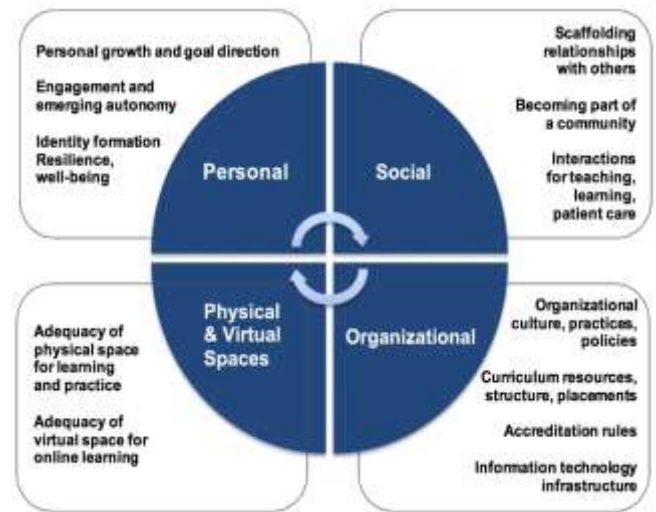 Personal growth and goal direction
Engagement and
emerging autonomy
Identity formation
Resilience,
well-being
Personal
Scaffolding
relationships
with others
Becoming part of
a community
Interactions
for teaching,
learning,
patient care
Social
Adequacy of
physical space
for learning
and practice
Adequacy of
virtual space for
online learning
Physical
& Virtual
Spaces
Organizational
Organizational
culture, practices,
policies
Curriculum resources,
structure, placements
Accreditation rules
Information technology
infrastructure